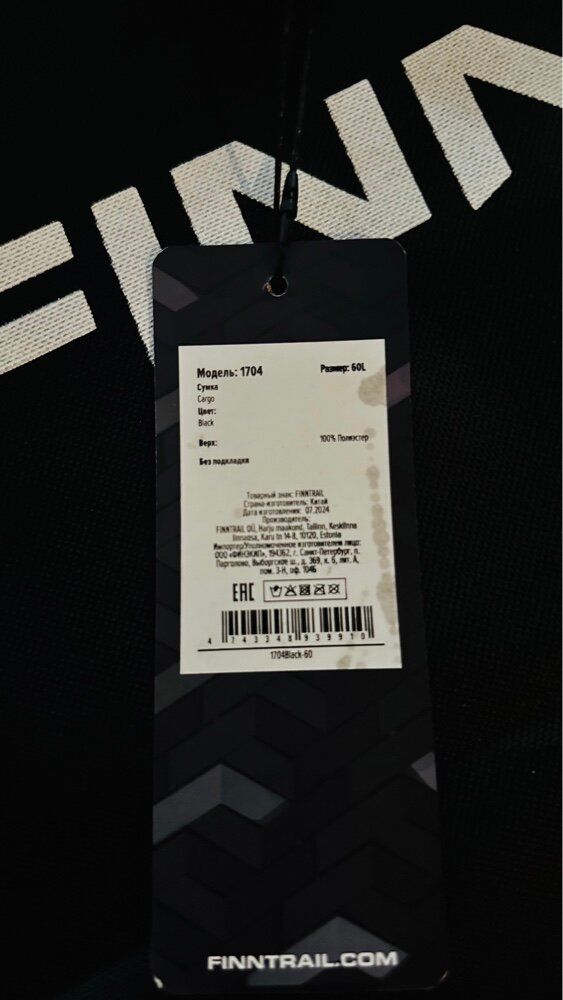 FINN
Модель: 1704
Размер: 60L
Сумка
Cargo
Цвет:
Black
Верх:
100% Полиэстер
Без подкладки
Товарный знак: FINNTRAIL
Страна-изготовитель: Китай
Дата изготовления: 07.2024
Производитель:
FINNTRAIL OÜ, Harju maakond, Tallinn, Kesklinna
linnaosa, Karu tn 14-8, 10120, Estonia
Импортер/Уполномоченное изготовителем лицо:
ООО «ФИНЭКИП», 194362, г. Санкт-Петербург, п.
Парголово, Выборгское ш., д. 369, к. 6, лит. А,
пом. 3-Н, оф. 1046
EAC
1704Black-60
FINNTRAIL.COM